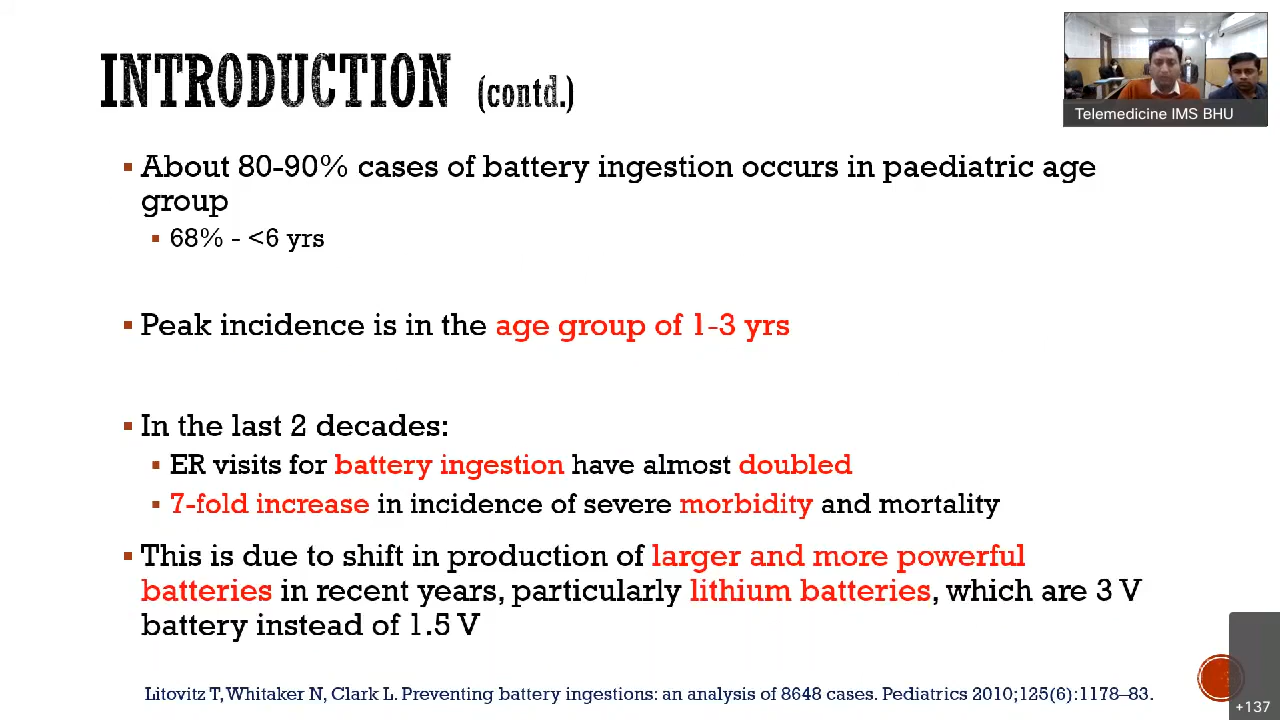 INTRODUCTION (contd.)
Telemedicine IMS BHU
About 80-90% cases of battery ingestion occurs in paediatric age
group
68% - <6 yrs
Peak incidence is in the age group of 1-3 yrs
In the last 2 decades:
ER visits for battery ingestion have almost doubled
7-fold increase in incidence of severe morbidity and mortality
This is due to shift in production of larger and more powerful
batteries in recent years, particularly lithium batteries, which are 3 V
battery instead of 1.5 V
Litovitz T, Whitaker N, Clark L. Preventing battery ingestions: an analysis of 8648 cases. Pediatrics 2010;125(6):1178–83.
+137